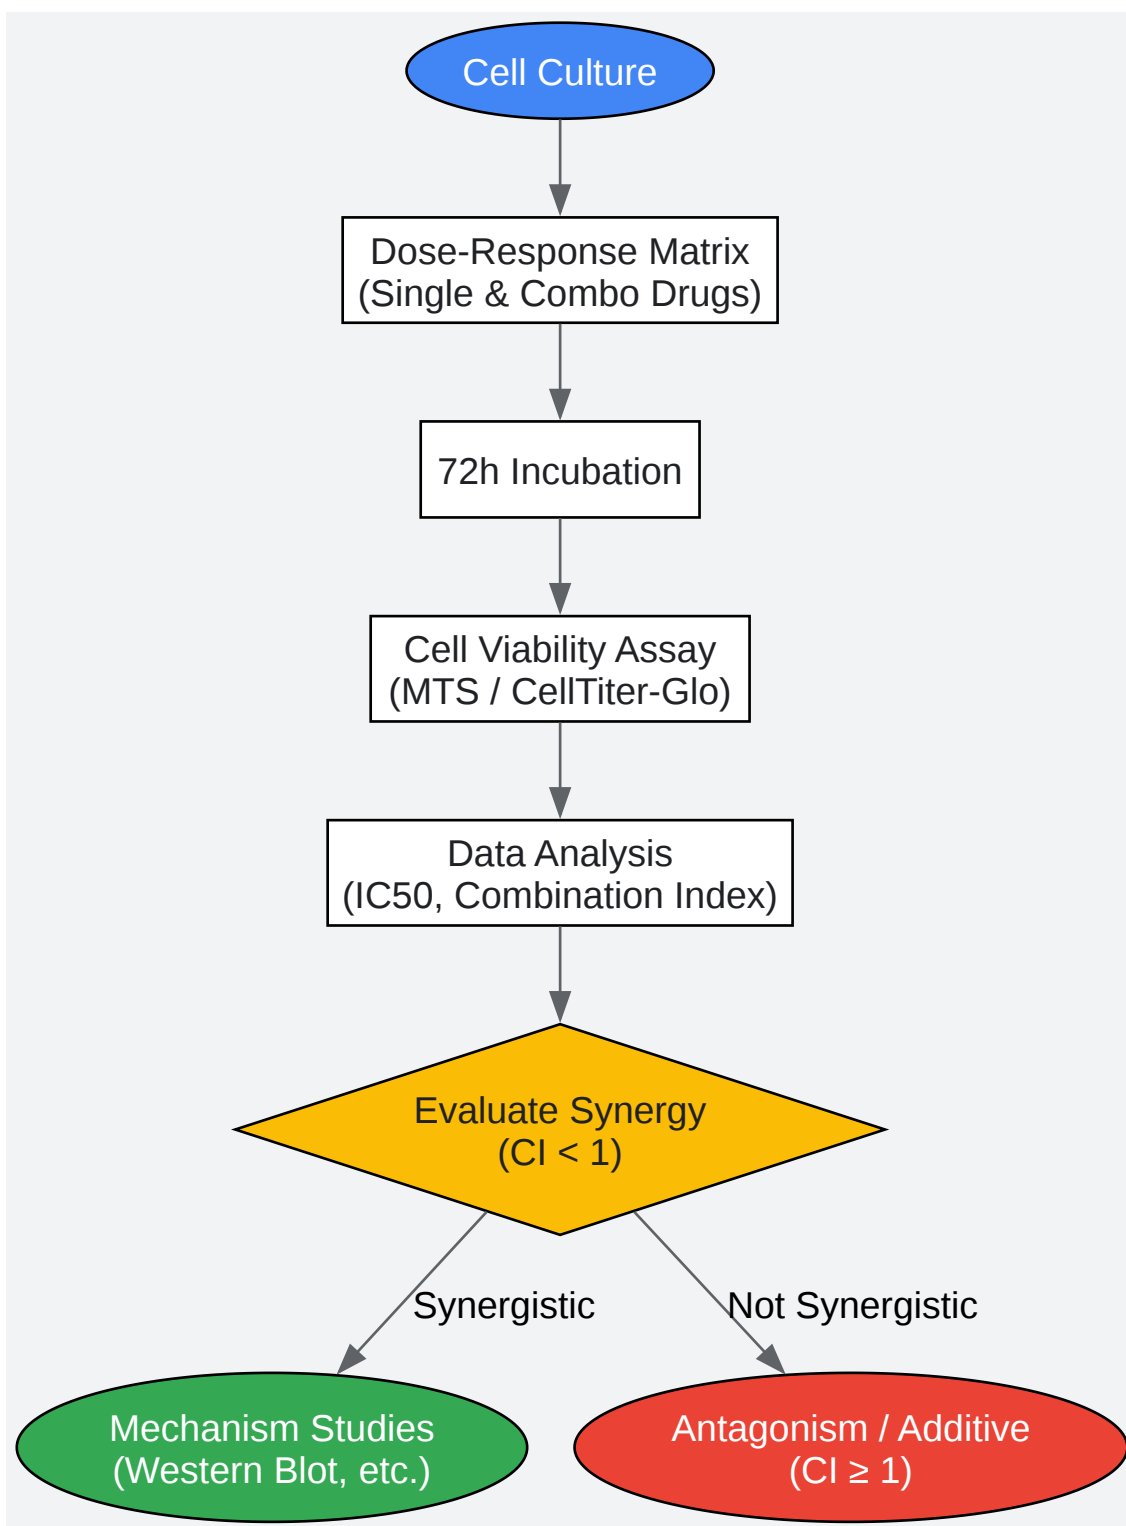 Cell Culture
Dose-Response Matrix
(Single & Combo Drugs)
72h Incubation
Cell Viability Assay
(MTS / CellTiter-Glo)
Data Analysis
(IC50, Combination Index)
Evaluate Synergy
(CI < 1)
Synergistic
Not Synergistic
Mechanism Studies
(Western Blot, etc.)
Antagonism / Additive
(CI ≥ 1)